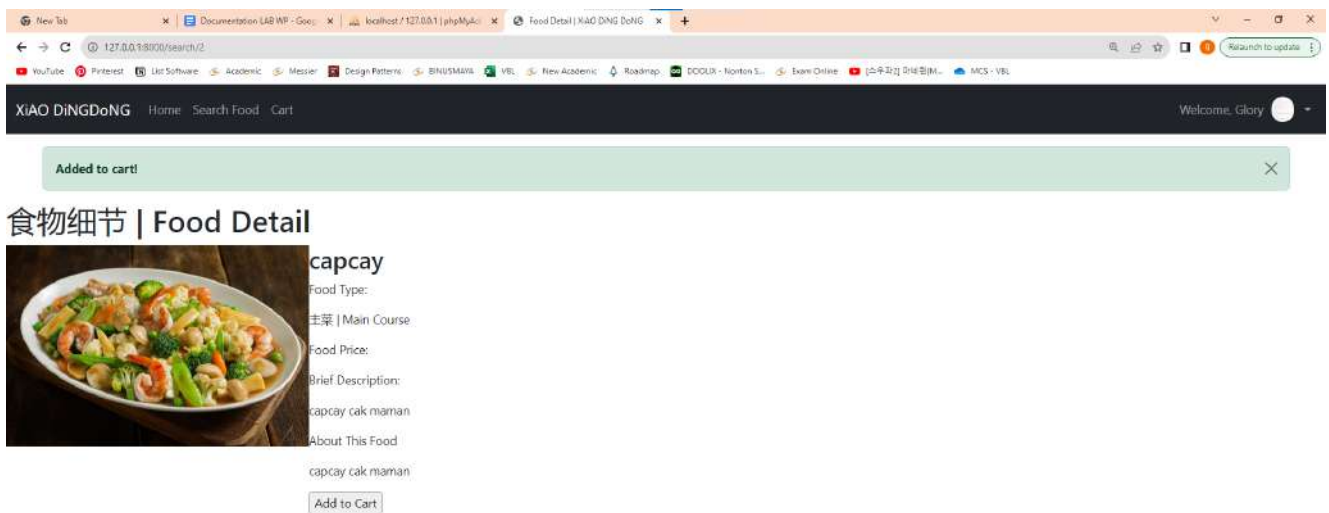 New Tab
Documentation LAB WP - Goog
localhost / 127.0.0.1 | phpMyAd
Food Detail | XiAO DiNG DoNG
127.0.0.1:8000/search/2
Relaunch to update
YouTube
Pinterest
List Software
Academic
Messier
Design Patterns
BINUSMAYA
VBL
New Academic
Roadmap
DOOLIX - Nonton S...
Exam Online
MCS - VBL
XiAO DiNGDoNG Home Search Food Cart
Welcome, Glory
Added to cart!
食物细节 | Food Detail
capcay
Food Type:
主菜 | Main Course
Food Price:
Brief Description:
capcay cak maman
About This Food
capcay cak maman
Add to Cart